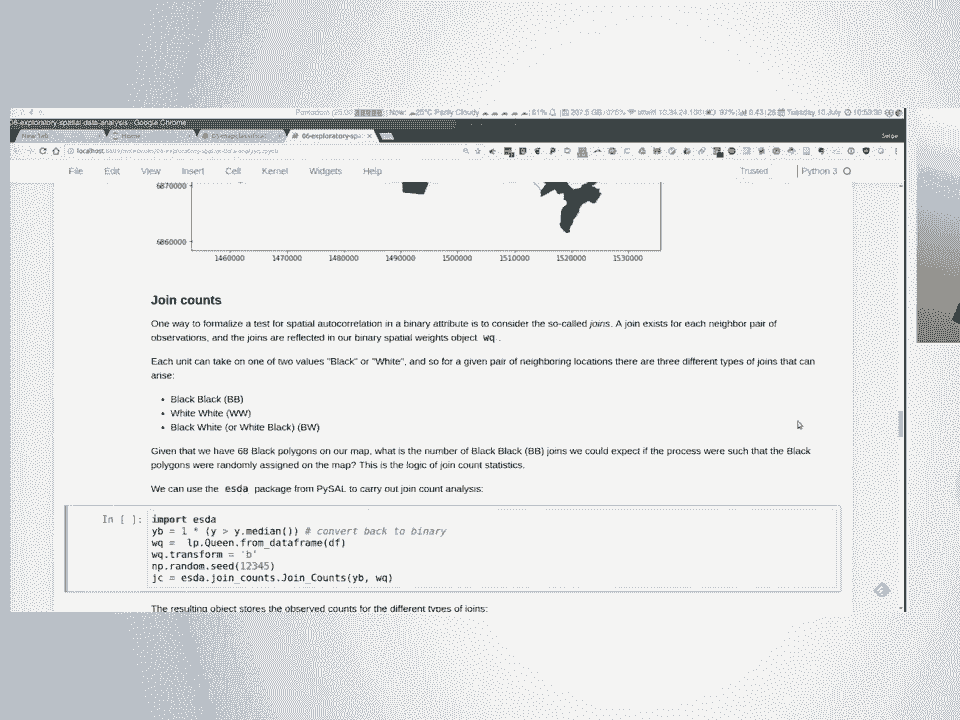 06-exploratory-spatial-data-analysis - Google Chrome
Now: 25°C Partly Cloudy
Tuesday 10 July
New Tab
Home
06-exploratory-spa
Serge
File Edit View Insert Cell Kernel Widgets Help
Trusted
Python 3
6870000
6860000
1460000 1470000 1480000 1490000 1500000 1510000 1520000 1530000
Join counts
One way to formalize a test for spatial autocorrelation in a binary attribute is to consider the so-called joins. A join exists for each neighbor pair of
observations, and the joins are reflected in our binary spatial weights object wq .
Each unit can take on one of two values "Black" or "White", and so for a given pair of neighboring locations there are three different types of joins that can
arise:
• Black Black (BB)
• White White (WW)
• Black White (or White Black) (BW)
Given that we have 68 Black polygons on our map, what is the number of Black Black (BB) joins we could expect if the process were such that the Black
polygons were randomly assigned on the map? This is the logic of join count statistics.
We can use the esda package from PySAL to carry out join count analysis:
In [ ]:
import esda
yb = 1 * (y > y.median()) # convert back to binary
wq =  lp.Queen.from_dataframe(df)
wq.transform = 'b'
np.random.seed(12345)
jc = esda.join_counts.Join_Counts(yb, wq)
The resulting object stores the observed counts for the different types of joins: